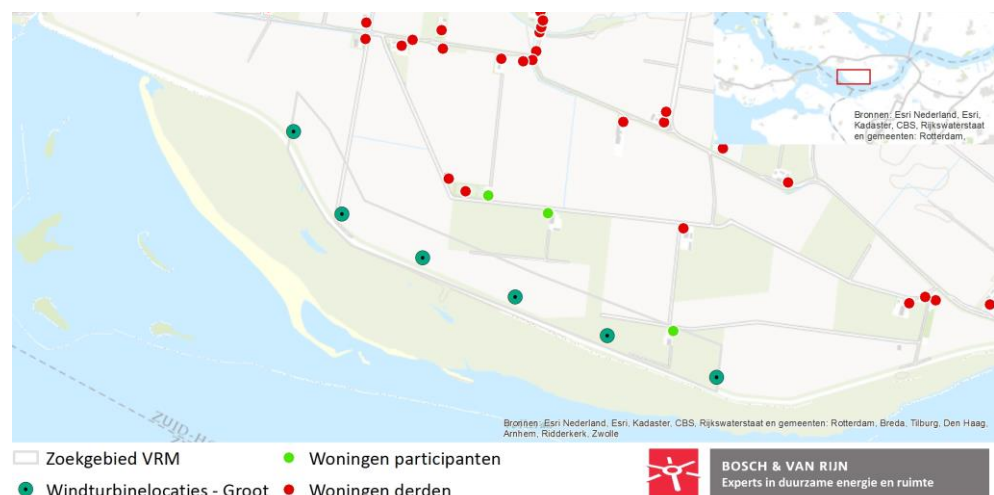 Bronnen: Esri Nederland, Esri,
Kadaster, CBS, Rijkswaterstaat
en gemeenten: Rotterdam,
ZUID-HO
Bronnen: Esri Nederland, Esri, Kadaster, CBS, Rijkswaterstaat en gemeenten: Rotterdam, Breda, Tilburg, Den Haag,
Arnhem, Ridderkerk, Zwolle
Zoekgebied VRM
Woningen participanten
BOSCH & VAN RIJN
Experts in duurzame energie en ruimte
Windturbinelocaties - Groot
Woningen derden